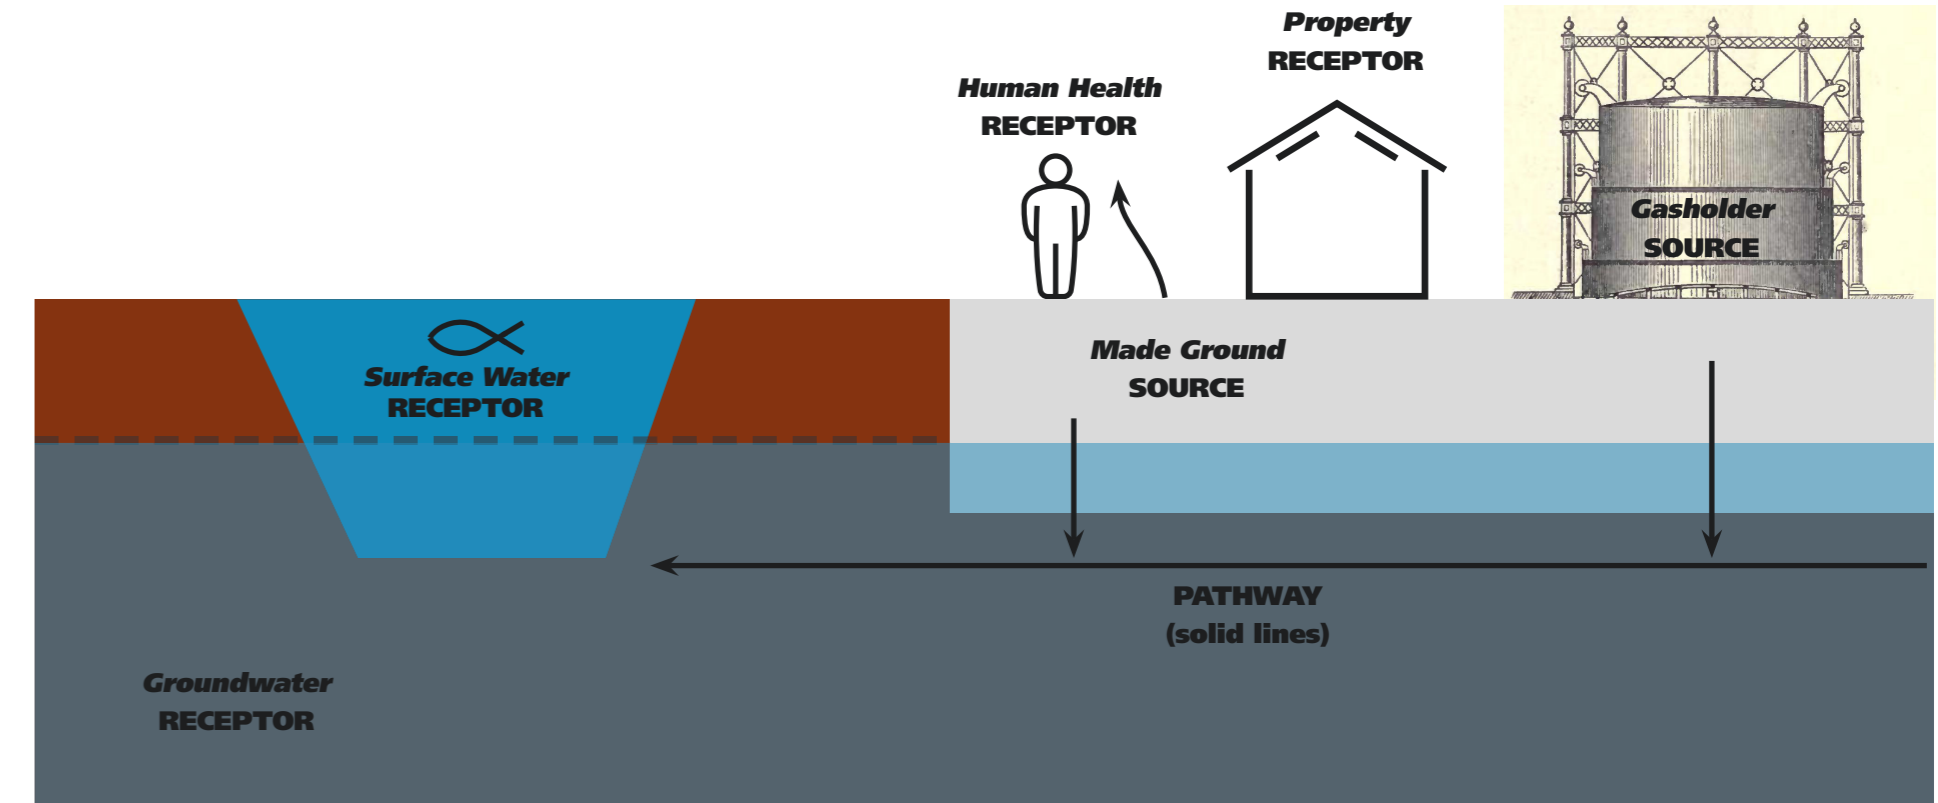 Property
RECEPTOR
Human Health
RECEPTOR
Gasholder
SOURCE
Made Ground
SOURCE
Surface Water
RECEPTOR
PATHWAY
(solid lines)
Groundwater
RECEPTOR